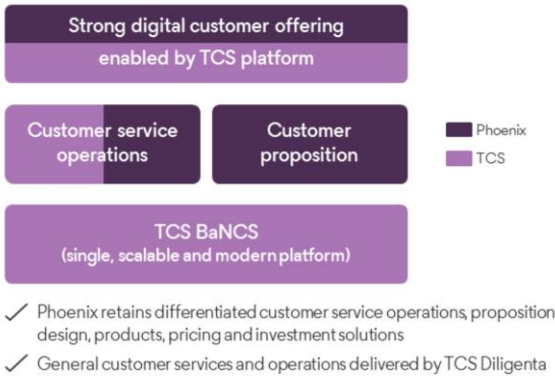 Strong digital customer offering
enabled by TCS platform
Customer service
operations
Customer
proposition
Phoenix
TCS
TCS BaNCS
(single, scalable and modern platform)
Phoenix retains differentiated customer service operations, proposition
design, products, pricing and investment solutions
General customer services and operations delivered by TCS Diligenta